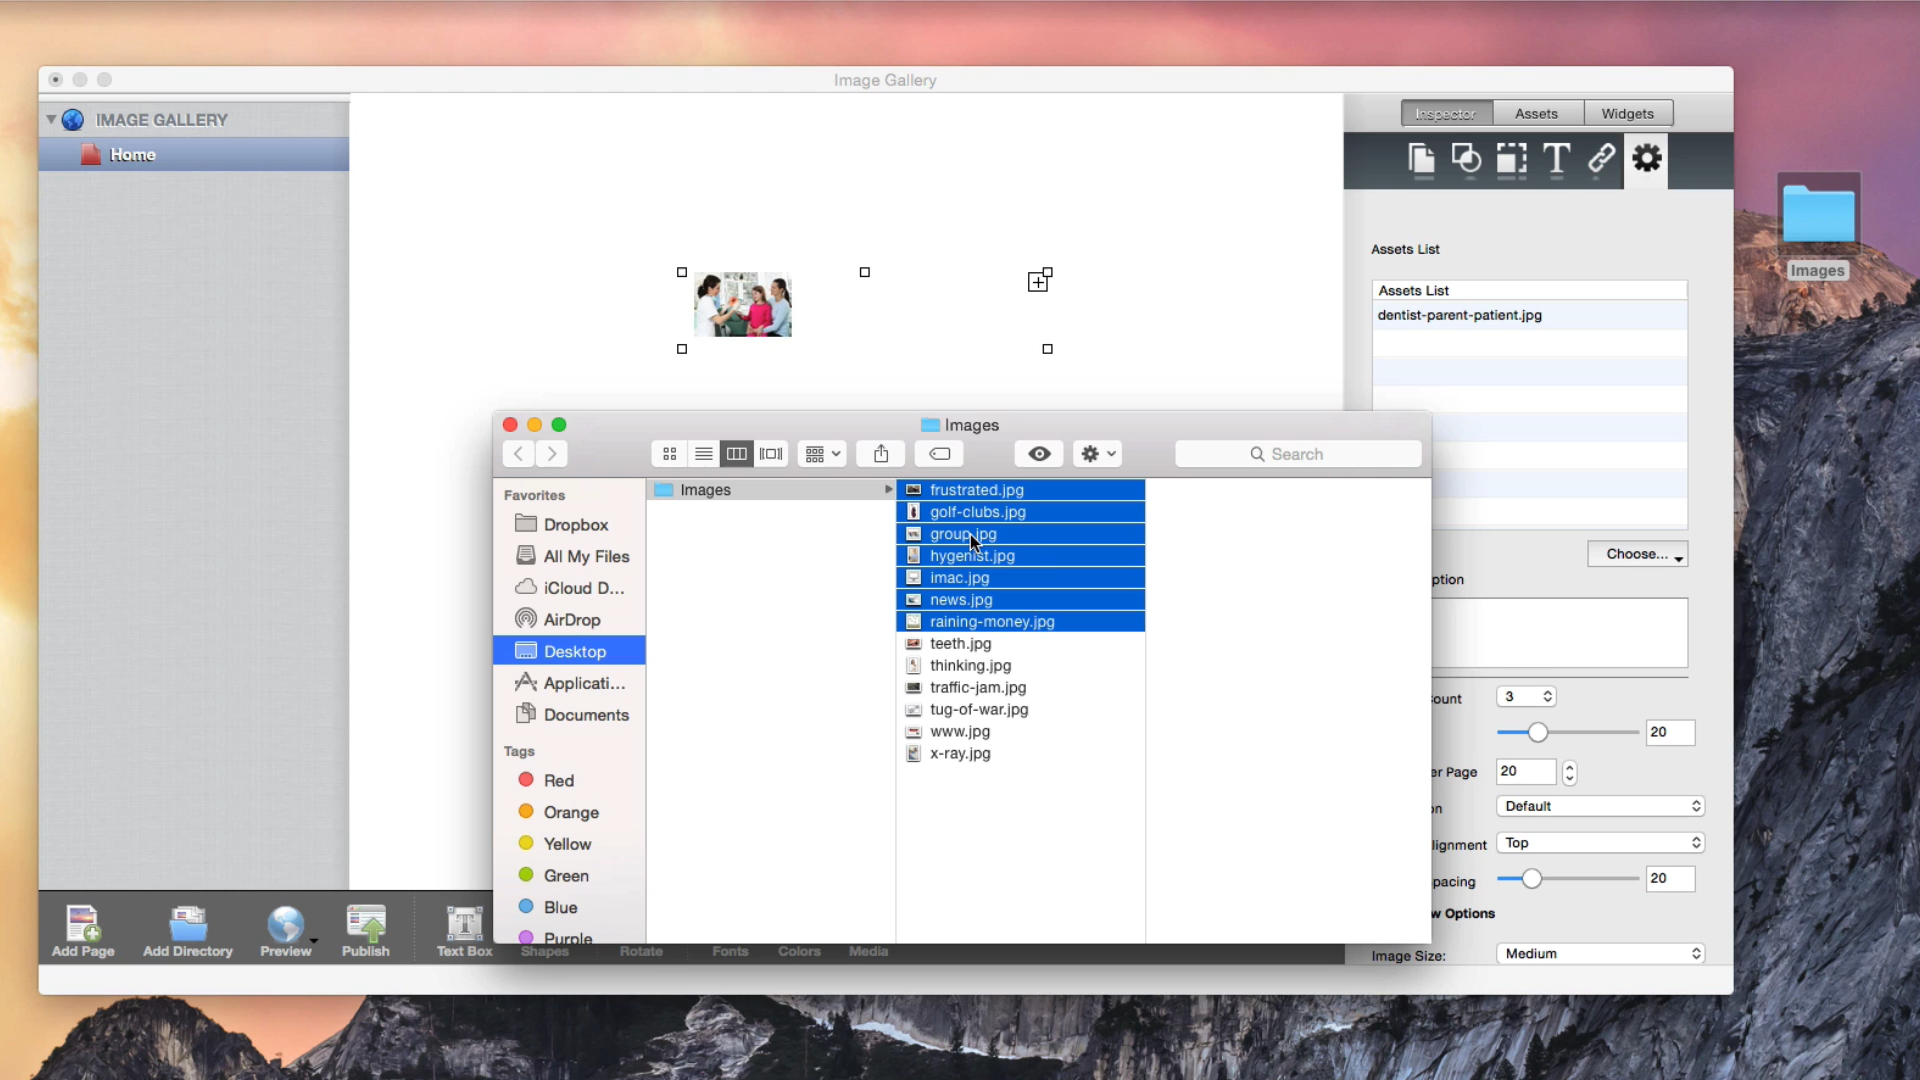 Image Gallery
IMAGE GALLERY
Home
Inspector
Assets
Widgets
T
Images
Assets List
Assets List
dentist-parent-patient.jpg
Images
Search
Favorites
Dropbox
All My Files
iCloud D...
AirDrop
Desktop
Applicati...
Documents
Tags
Red
Orange
Yellow
Green
Blue
Purple
Images
frustrated.jpg
golf-clubs.jpg
group.jpg
hygenist.jpg
imac.jpg
news.jpg
raining-money.jpg
teeth.jpg
thinking.jpg
traffic-jam.jpg
tug-of-war.jpg
www.jpg
x-ray.jpg
Choose...
ption
ount
3
20
er Page
20
on
Default
lignment
Top
pacing
20
w Options
Image Size:
Medium
Add Page
Add Directory
Preview
Publish
Text Box
Shapes
Rotate
Fonts
Colors
Media